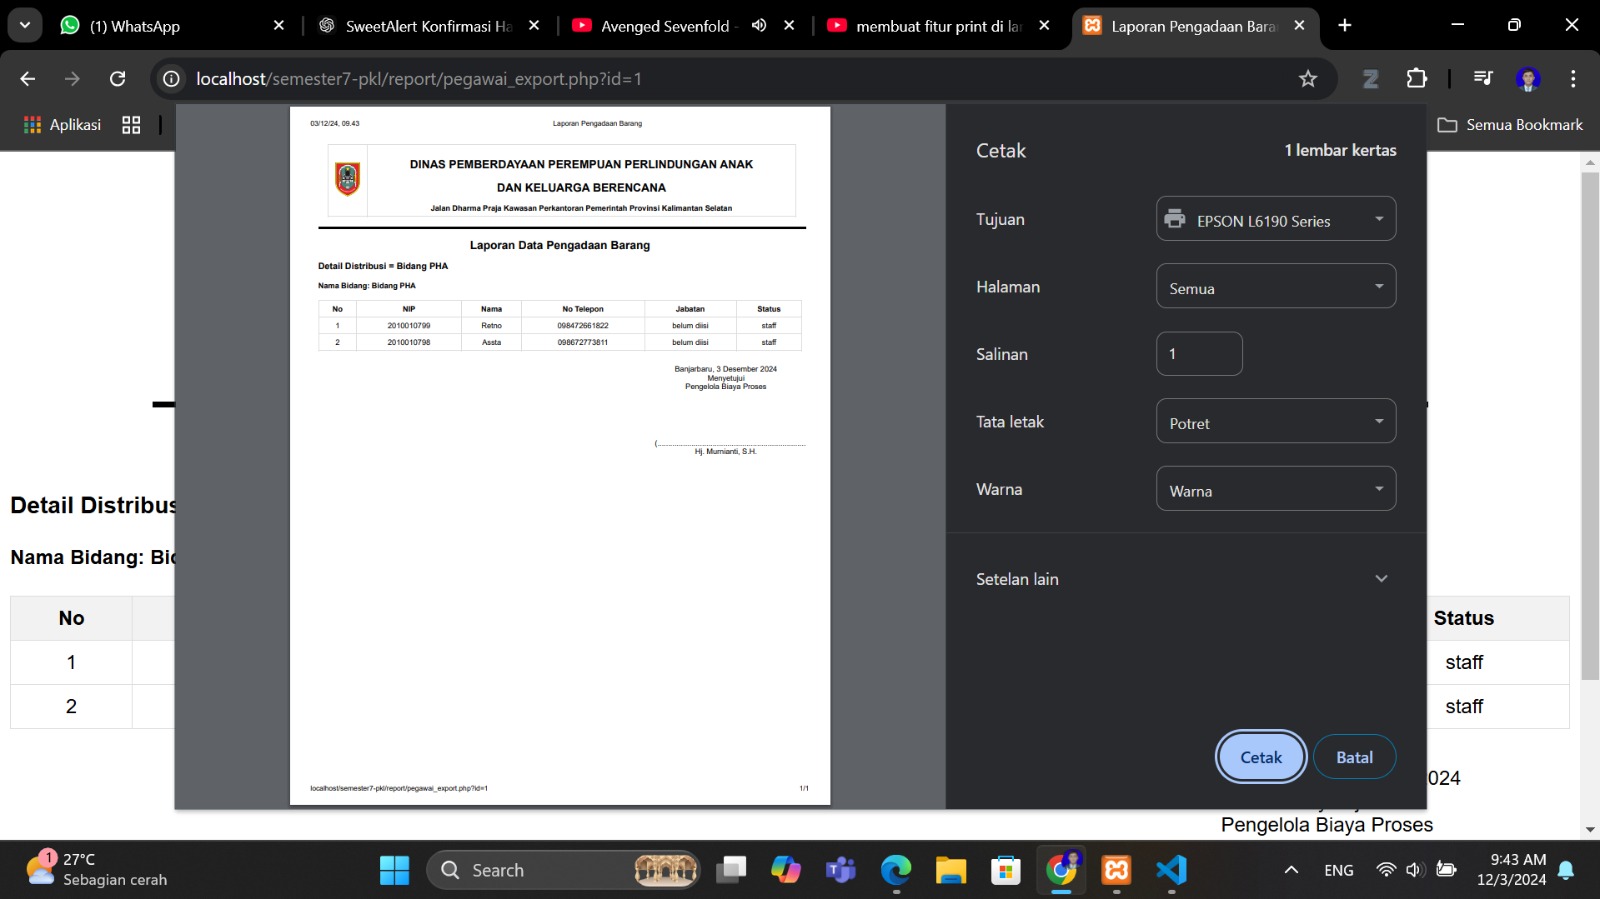 (1) WhatsApp
SweetAlert Konfirmasi Ha
Avenged Sevenfold -
membuat fitur print di lar
Laporan Pengadaan Bara
localhost/semester7-pkl/report/pegawai_export.php?id=1
Aplikasi
Semua Bookmark
03/12/24, 09.43
Laporan Pengadaan Barang
DINAS PEMBERDAYAAN PEREMPUAN PERLINDUNGAN ANAK
DAN KELUARGA BERENCANA
Jalan Dharma Praja Kawasan Perkantoran Pemerintah Provinsi Kalimantan Selatan
Laporan Data Pengadaan Barang
Detail Distribusi = Bidang PHA
Nama Bidang: Bidang PHA
No NIP Nama No Telepon Jabatan Status
1 2010010799 Retno 098472661822 belum diisi staff
2 2010010798 Assta 098672773811 belum diisi staff
Banjarbaru, 3 Desember 2024
Menyetujui
Pengelola Biaya Proses
(
Hj. Murnianti, S.H.
localhost/semester7-pkl/report/pegawai_export.php?id=1
1/1
Cetak
1 lembar kertas
Tujuan
EPSON L6190 Series
Halaman
Semua
Salinan
1
Tata letak
Potret
Warna
Warna
Setelan lain
Cetak
Batal
Detail Distribus
Nama Bidang: Bid
No
Status
1
staff
2
staff
024
Pengelola Biaya Proses
1
27°C
Sebagian cerah
Search
ENG
9:43 AM
12/3/2024